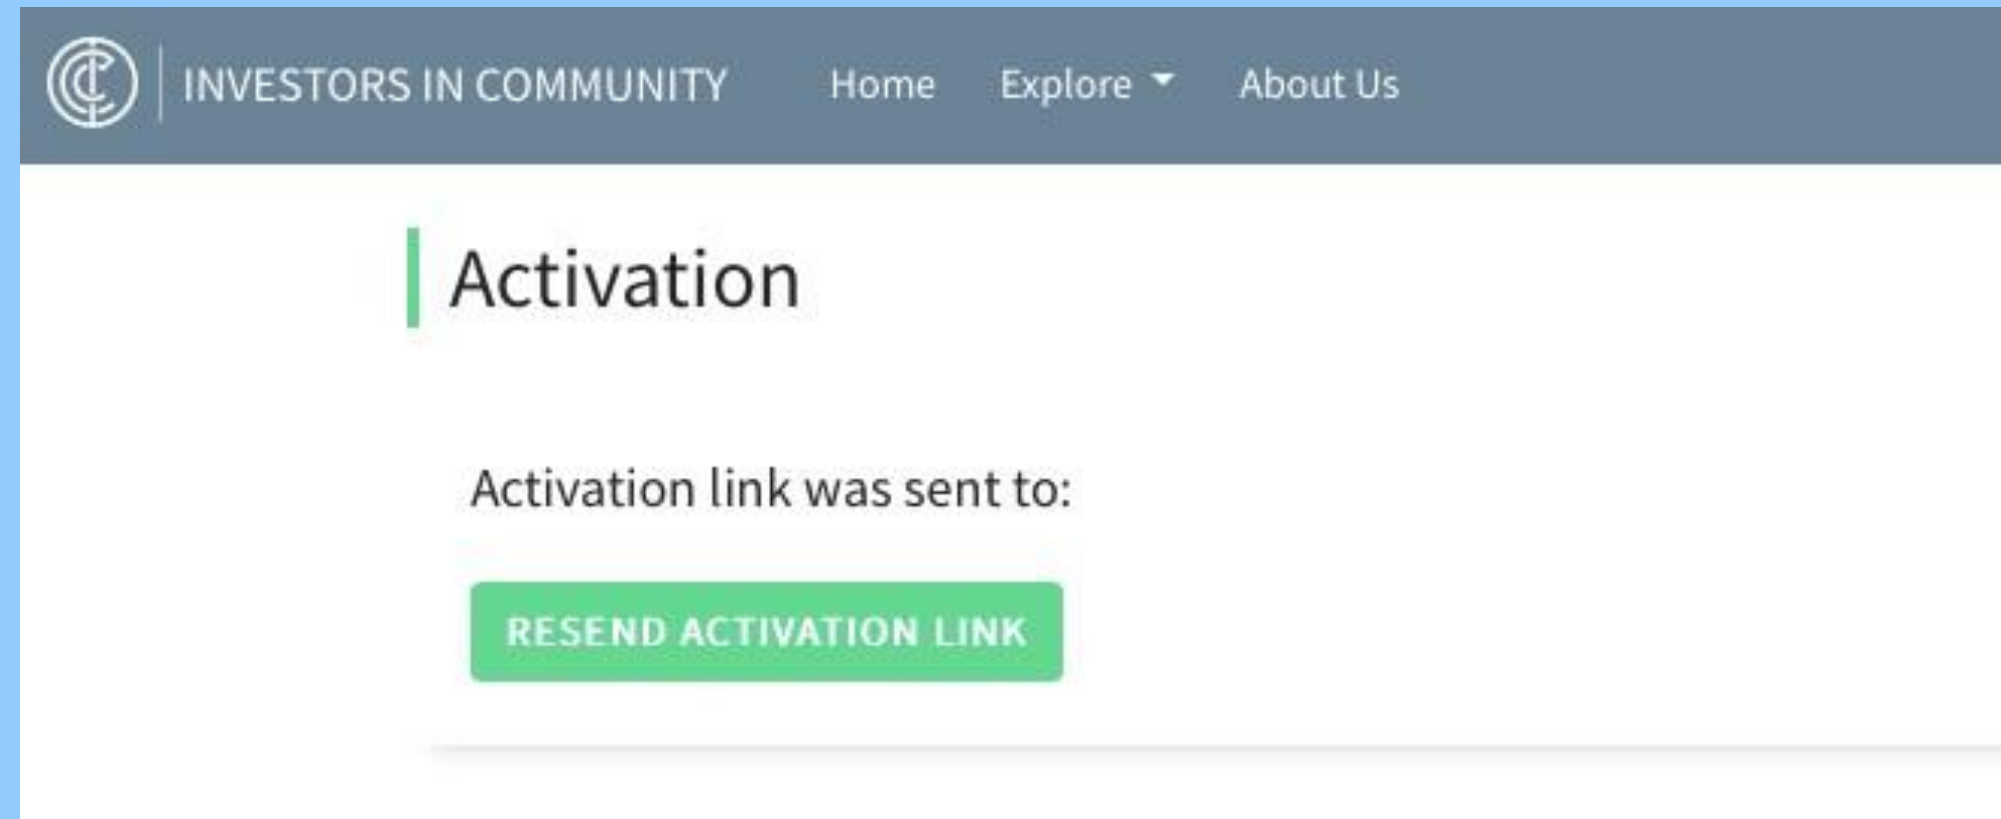 INVESTORS IN COMMUNITY Home Explore About Us
Activation
Activation link was sent to:
RESEND ACTIVATION LINK